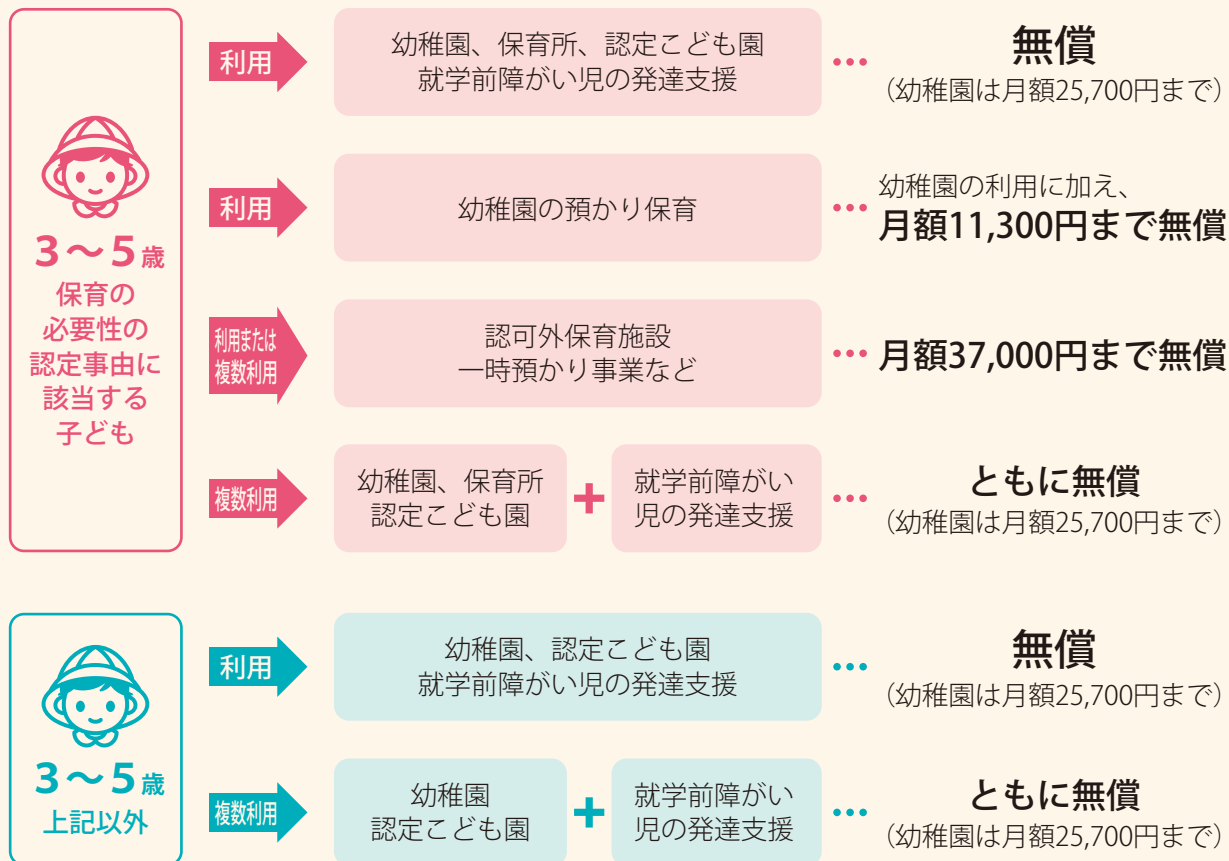 3～5歳
保育の
必要性の
認定事由に
該当する
子ども
利用
幼稚園、保育所、認定こども園
就学前障がい児の発達支援
… 無償
（幼稚園は月額25,700円まで）
利用
幼稚園の預かり保育
… 幼稚園の利用に加え、
月額11,300円まで無償
利用または
複数利用
認可外保育施設
一時預かり事業など
… 月額37,000円まで無償
複数利用
幼稚園、保育所
認定こども園
+
就学前障がい
児の発達支援
… ともに無償
（幼稚園は月額25,700円まで）
3～5歳
上記以外
利用
幼稚園、認定こども園
就学前障がい児の発達支援
… 無償
（幼稚園は月額25,700円まで）
複数利用
幼稚園
認定こども園
+
就学前障がい
児の発達支援
… ともに無償
（幼稚園は月額25,700円まで）